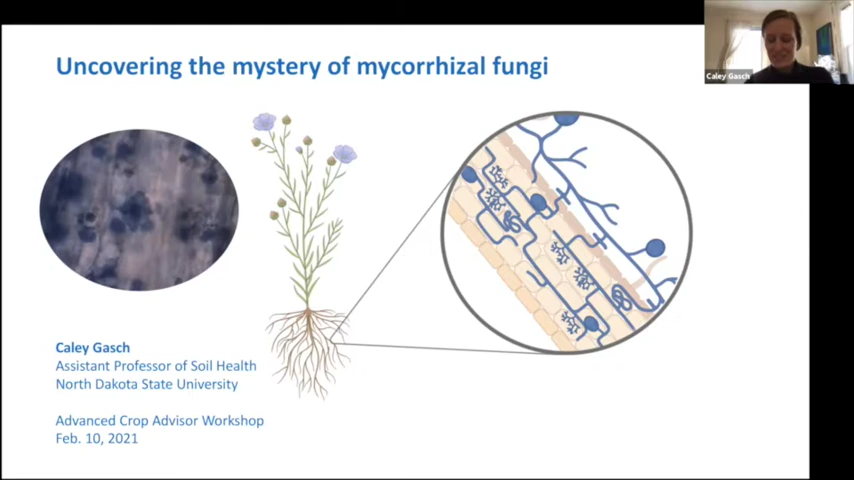 Uncovering the mystery of mycorrhizal fungi
Caley Gasch
Caley Gasch
Assistant Professor of Soil Health
North Dakota State University
Advanced Crop Advisor Workshop
Feb. 10, 2021